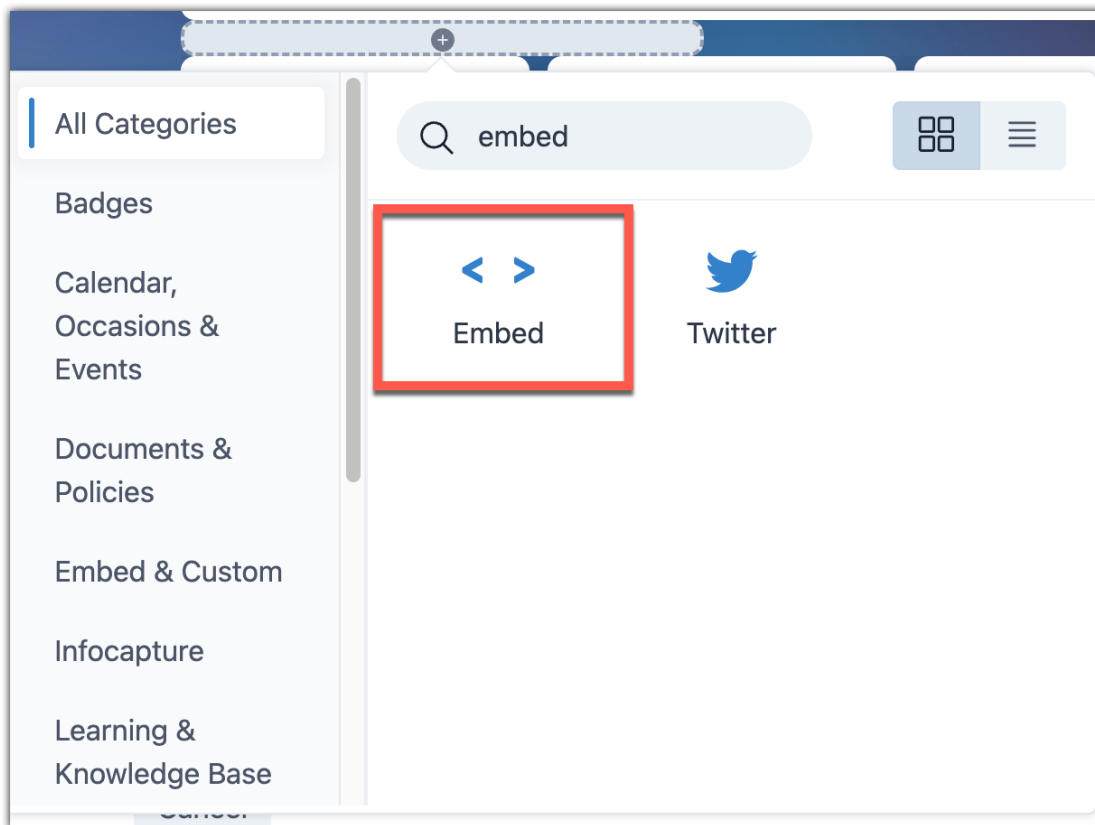 All Categories
embed
Badges
Calendar,
Occasions &
Events
Documents &
Policies
Embed & Custom
Infocapture
Learning &
Knowledge Base
< >
Embed
Twitter